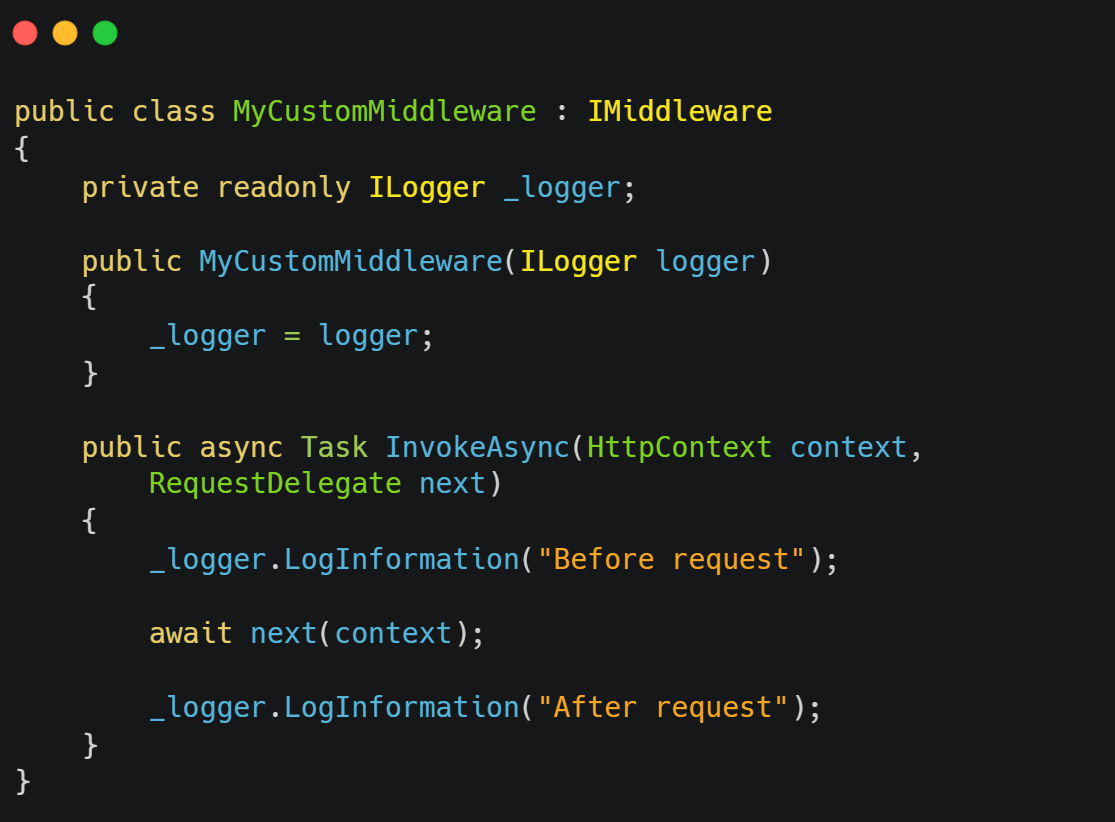 public class MyCustomMiddleware : IMiddleware
{
    private readonly ILogger _logger;

    public MyCustomMiddleware(ILogger logger)
    {
        _logger = logger;
    }

    public async Task InvokeAsync(HttpContext context,
        RequestDelegate next)
    {
        _logger.LogInformation("Before request");

        await next(context);

        _logger.LogInformation("After request");
    }
}